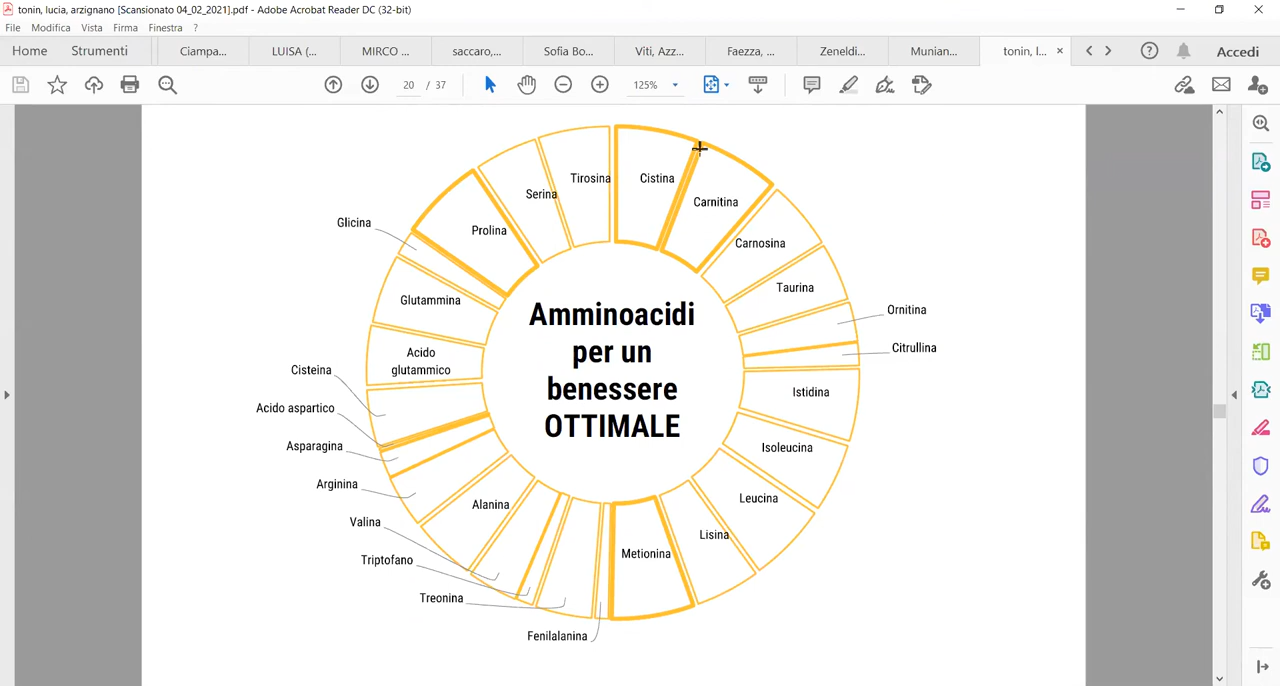 tonin, lucia, arzignano [Scansionato 04_02_2021].pdf - Adobe Acrobat Reader DC (32-bit)
File Modifica Vista Firma Finestra ?
Home Strumenti Ciampa... LUISA (... MIRCO ... saccaro,... Sofia Bo... Viti, Azz... Faezza, ... Zeneldi... Munian... tonin, l... × Accedi
20 / 37 125%
Tirosina
Cistina
Serina
Carnitina
Glicina
Prolina
Carnosina
Taurina
Glutammina
Ornitina
Citrullina
Acido
glutammico
Amminoacidi
per un
benessere
OTTIMALE
Cisteina
Istidina
Acido aspartico
Asparagina
Isoleucina
Arginina
Leucina
Alanina
Valina
Lisina
Metionina
Triptofano
Treonina
Fenilalanina